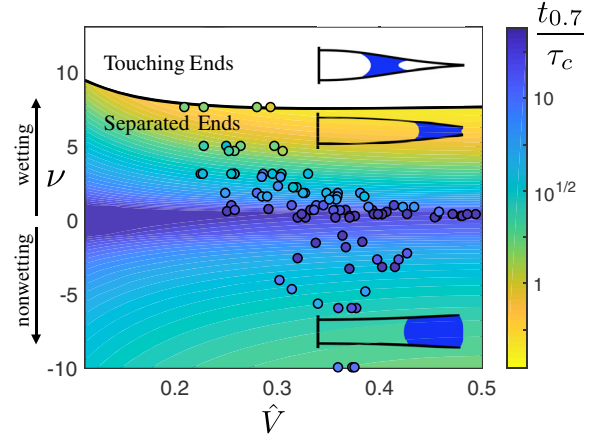 Touching Ends
Separated Ends
wetting
nonwetting
ν
10
5
0
-5
-10
0.2
0.3
0.4
0.5
V̂
t₀.₇
τ_c
10
10^{1/2}
1